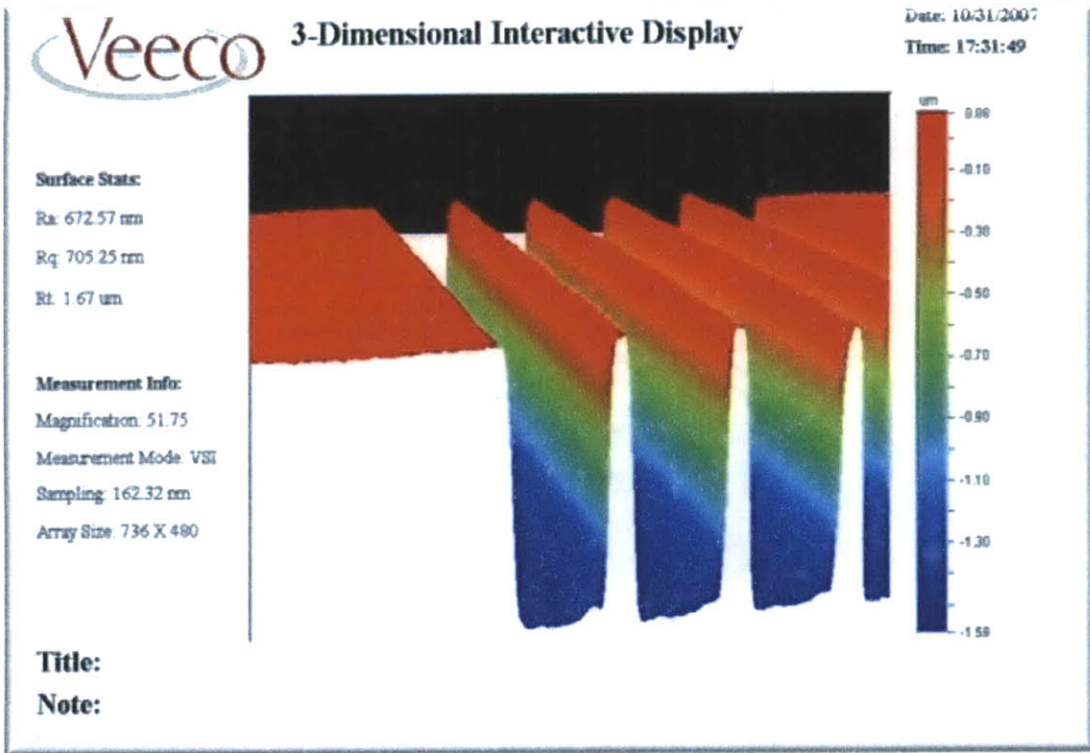 Veeco
3-Dimensional Interactive Display
Date: 10/31/2007
Time: 17:31:49
Surface Stats:
Ra: 672.57 nm
Rq: 705.25 nm
Rt: 1.67 um
Measurement Info:
Magnification: 51.75
Measurement Mode: VSI
Sampling: 162.32 nm
Array Size: 736 X 480
um
0.08
-0.10
-0.30
-0.50
-0.70
-0.90
-1.10
-1.30
-1.59
Title:
Note: